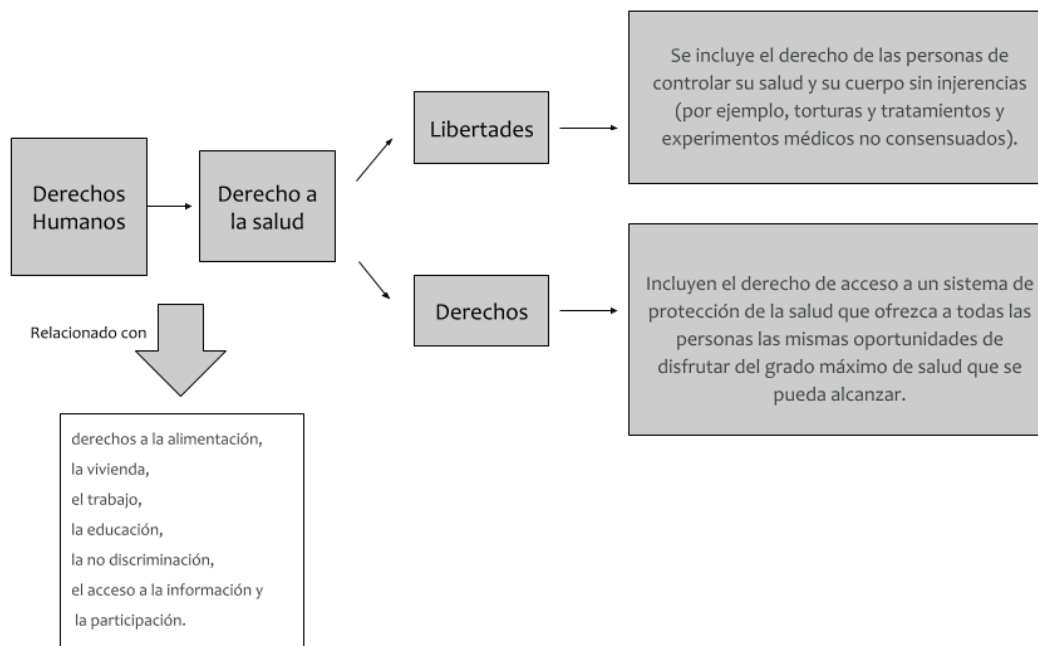 Derechos
Humanos
Derecho a
la salud
Libertades
Se incluye el derecho de las personas de
controlar su salud y su cuerpo sin injerencias
(por ejemplo, torturas y tratamientos y
experimentos médicos no consensuados).
Derechos
Incluyen el derecho de acceso a un sistema de
protección de la salud que ofrezca a todas las
personas las mismas oportunidades de
disfrutar del grado máximo de salud que se
pueda alcanzar.
Relacionado con
derechos a la alimentación,
la vivienda,
el trabajo,
la educación,
la no discriminación,
el acceso a la información y
la participación.